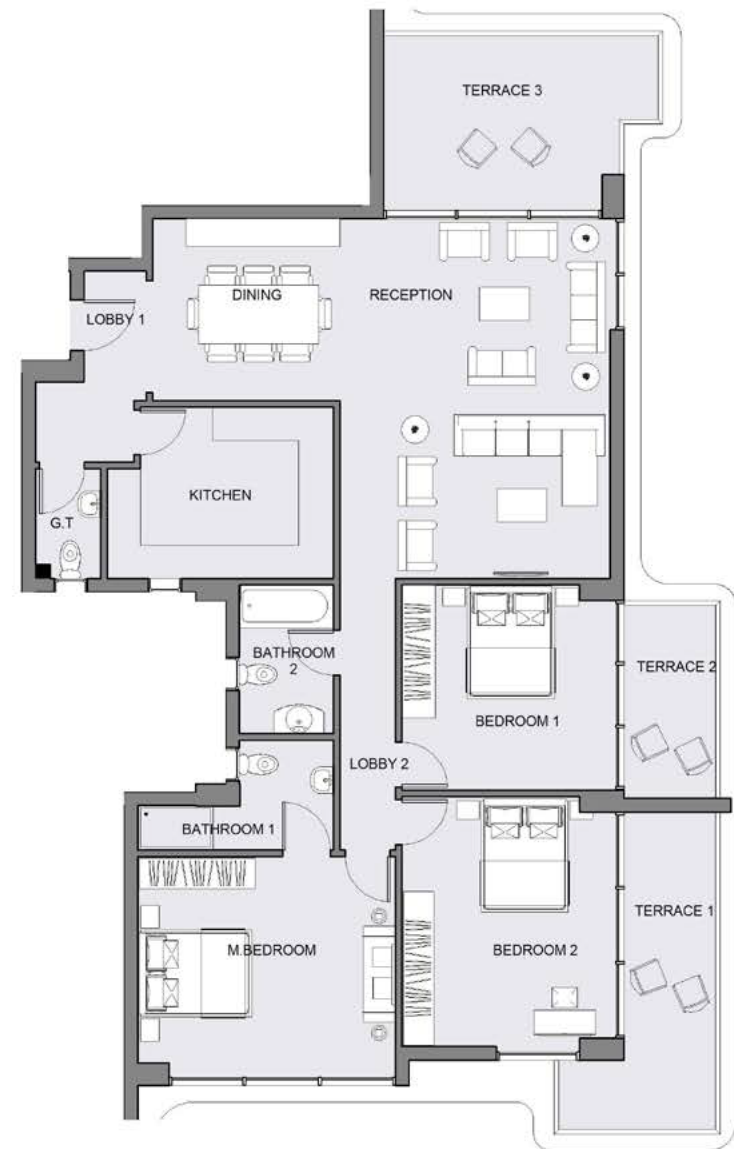 TERRACE 3
DINING
RECEPTION
LOBBY 1
KITCHEN
G.T
BATHROOM
2
TERRACE 2
BEDROOM 1
LOBBY 2
BATHROOM 1
TERRACE 1
M.BEDROOM
BEDROOM 2